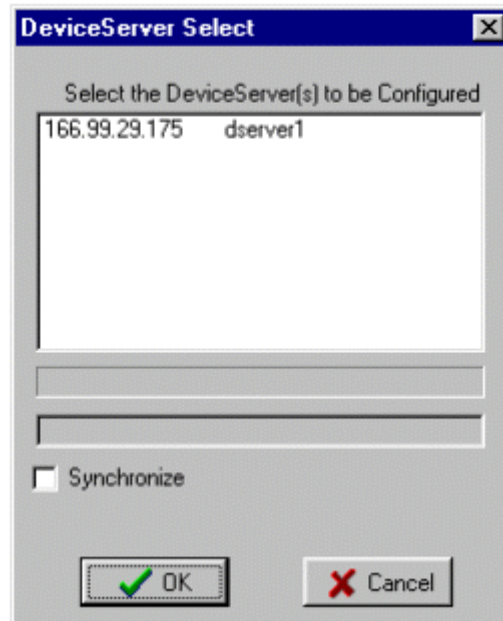 DeviceServer Select
Select the DeviceServer(s) to be Configured
166.99.29.175 dserver1
Synchronize
OK
Cancel